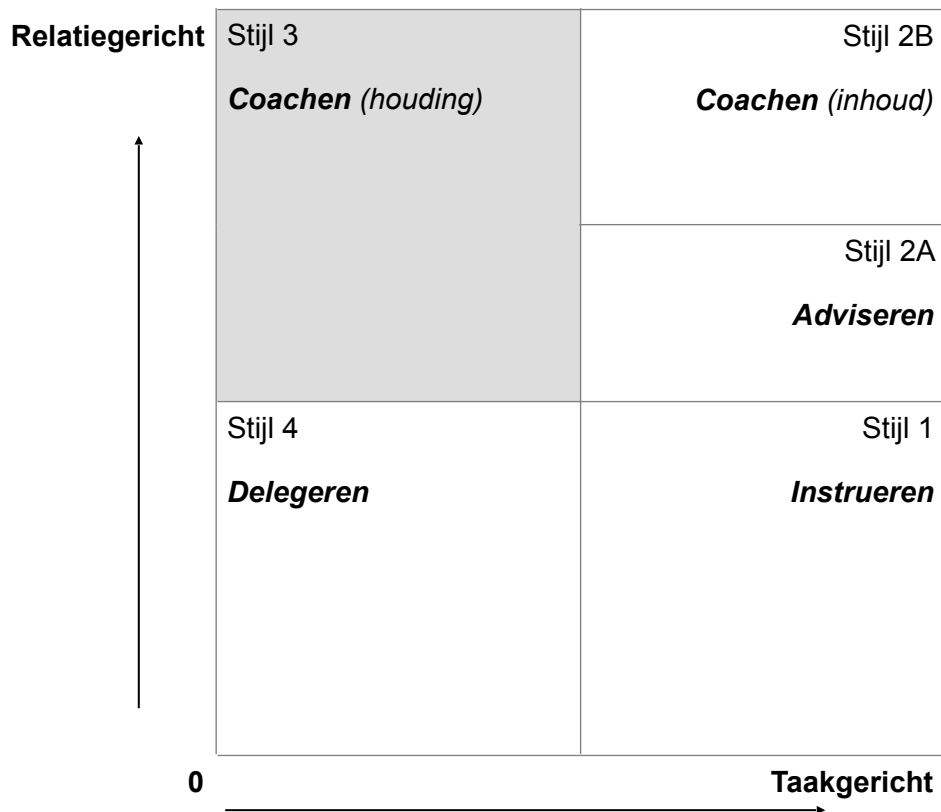 Relatiegericht
Stijl 3
Coachen (houding)
Stijl 2B
Coachen (inhoud)
Stijl 2A
Adviseren
Stijl 4
Delegeren
Stijl 1
Instrueren
0
Taakgericht